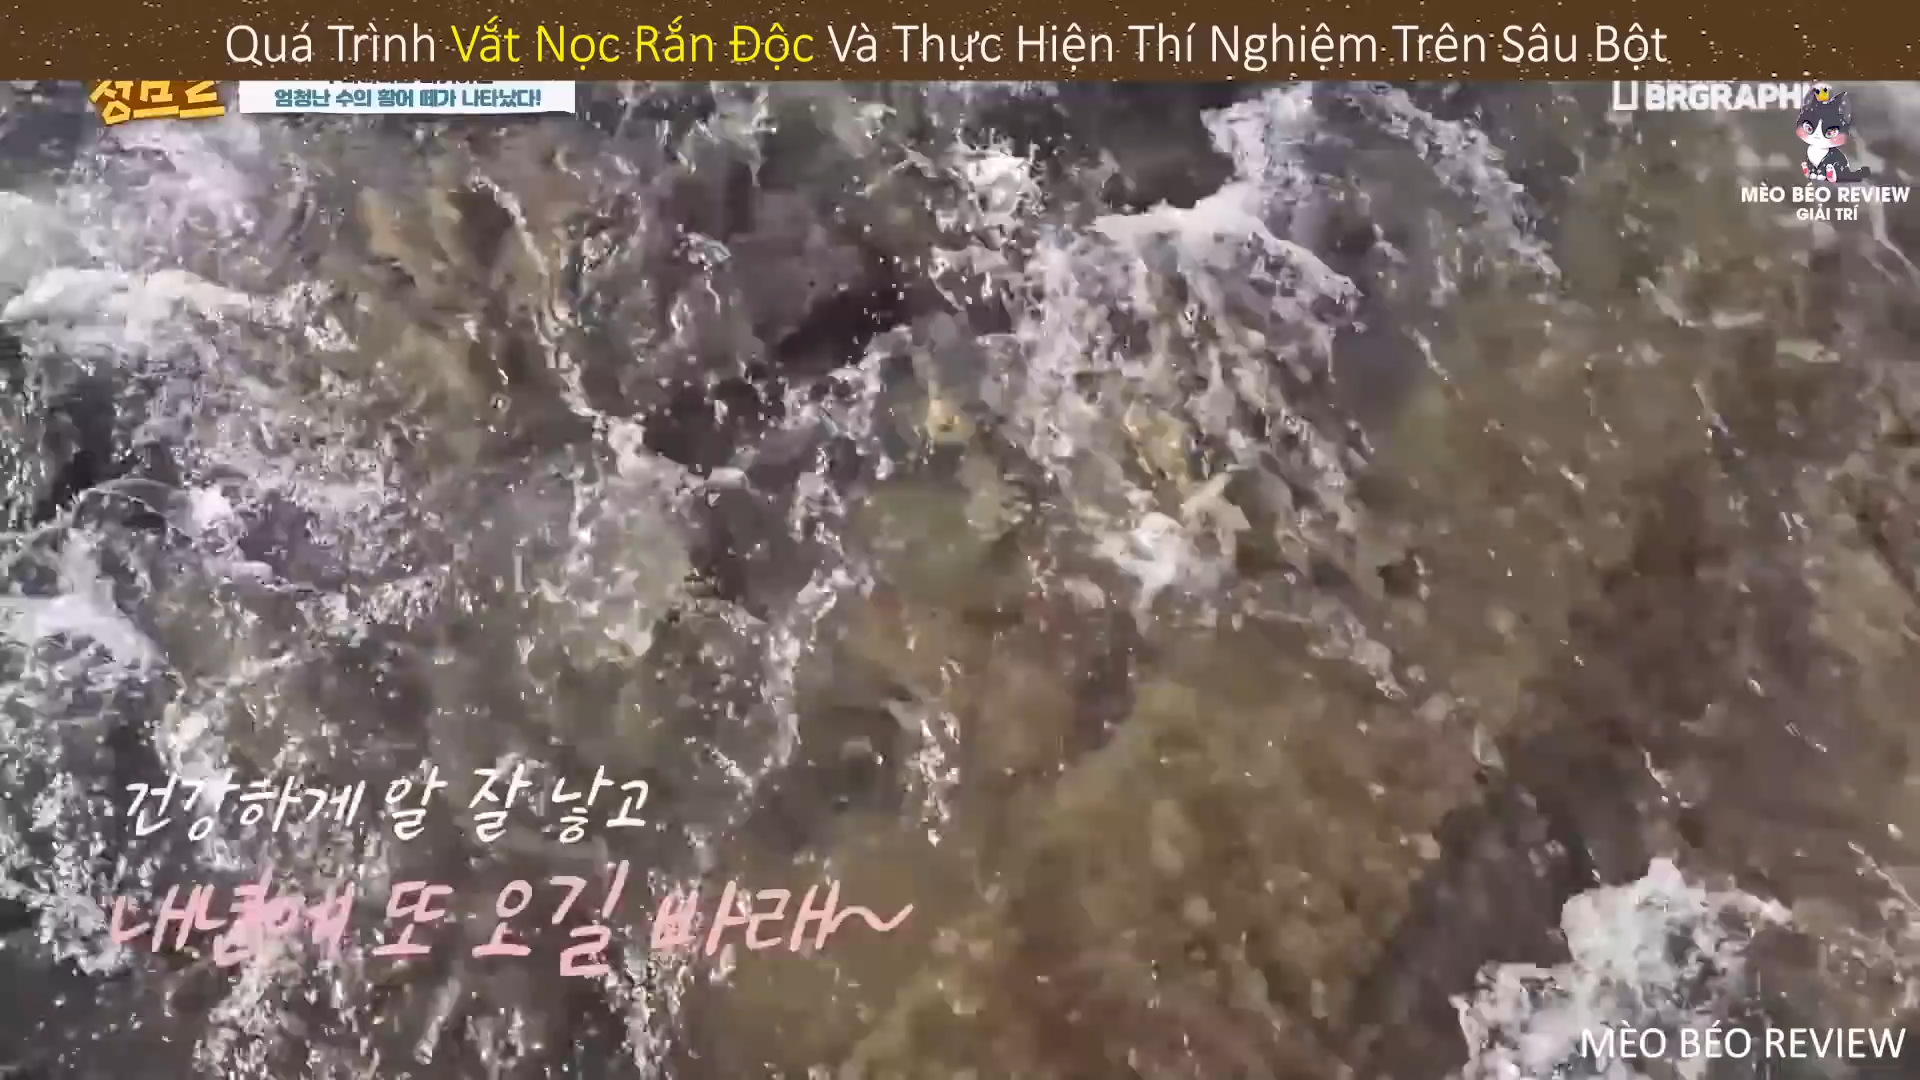 Quá Trình Vắt Nọc Rắn Độc Và Thực Hiện Thí Nghiệm Trên Sâu Bột
엄청난 수의 황어 떼가 나타났다!
BRGRAPH
MÈO BÉO REVIEW
GIẢI TRÍ
건강하게 알 잘 낳고
내년에 또 오길 바래~
MÈO BÉO REVIEW